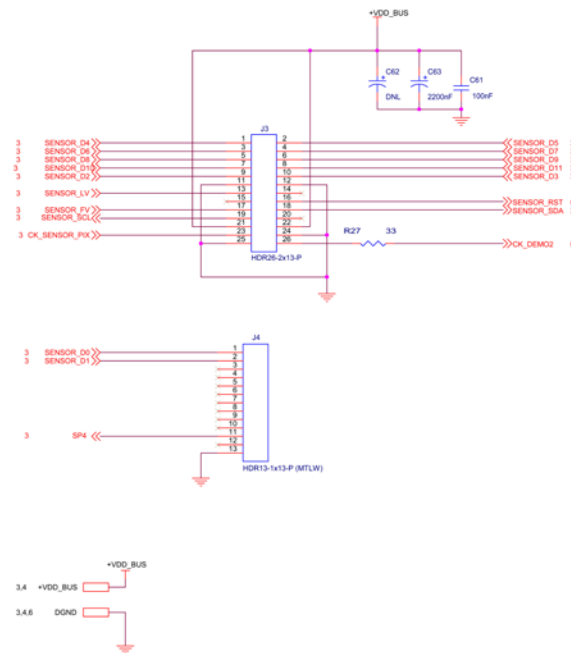 +VDD_BUS
C62
C63
C61
DNL
2200nF
100nF
J3
3 SENSOR_D4 1 2 SENSOR_D5
3 SENSOR_D6 3 4 SENSOR_D7
3 SENSOR_D8 5 6 SENSOR_D9
3 SENSOR_D10 7 8 SENSOR_D11
3 SENSOR_D2 9 10 SENSOR_D3
11 12
3 SENSOR_LV 13 14
15 16 SENSOR_RST
3 SENSOR_FV 17 18 SENSOR_SDA
3 SENSOR_SCL 19 20
21 22
3 CK_SENSOR_PIX 23 24
25 26 R27 33 CK_DEMO2
HDR26-2x13-P
J4
3 SENSOR_D0 1
3 SENSOR_D1 2
3
4
5
6
7
8
9
10
3 SP4 11
12
13
HDR13-1x13-P (MTLW)
+VDD_BUS
3,4 +VDD_BUS
3,4,6 DGND